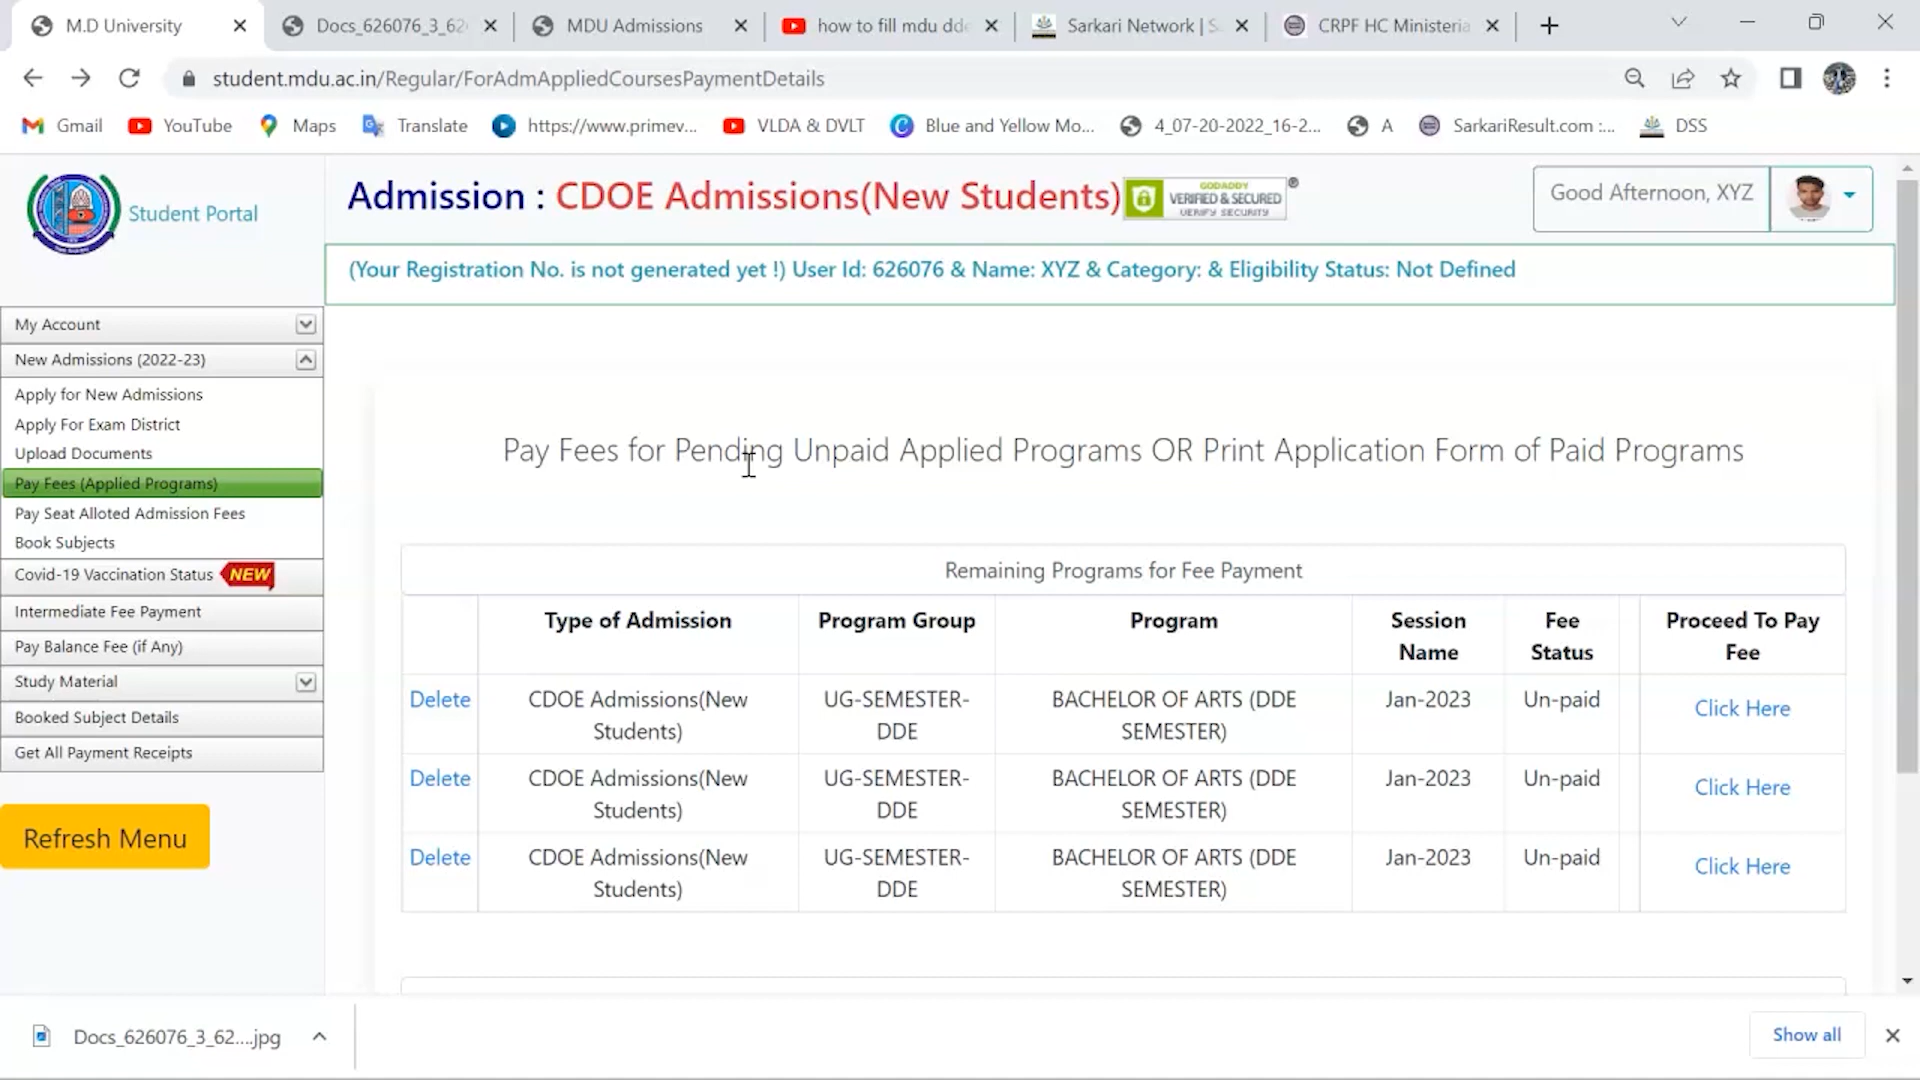 M.D University
Docs_626076_3_62
MDU Admissions
how to fill mdu dde
Sarkari Network | S
CRPF HC Ministeria
student.mdu.ac.in/Regular/ForAdmAppliedCoursesPaymentDetails
Gmail
YouTube
Maps
Translate
https://www.primev...
VLDA & DVLT
Blue and Yellow Mo...
4_07-20-2022_16-2...
A
SarkariResult.com :...
DSS
Student Portal
Admission : CDOE Admissions(New Students)
GODADDY
VERIFIED & SECURED
VERIFY SECURITY
Good Afternoon, XYZ
(Your Registration No. is not generated yet !) User Id: 626076 & Name: XYZ & Category: & Eligibility Status: Not Defined
My Account
New Admissions (2022-23)
Apply for New Admissions
Apply For Exam District
Upload Documents
Pay Fees (Applied Programs)
Pay Seat Alloted Admission Fees
Book Subjects
Covid-19 Vaccination Status NEW
Intermediate Fee Payment
Pay Balance Fee (if Any)
Study Material
Booked Subject Details
Get All Payment Receipts
Refresh Menu
Pay Fees for Pending Unpaid Applied Programs OR Print Application Form of Paid Programs
Remaining Programs for Fee Payment
Type of Admission Program Group Program Session Name Fee Status Proceed To Pay Fee
Delete CDOE Admissions(New Students) UG-SEMESTER-DDE BACHELOR OF ARTS (DDE SEMESTER) Jan-2023 Un-paid Click Here
Delete CDOE Admissions(New Students) UG-SEMESTER-DDE BACHELOR OF ARTS (DDE SEMESTER) Jan-2023 Un-paid Click Here
Delete CDOE Admissions(New Students) UG-SEMESTER-DDE BACHELOR OF ARTS (DDE SEMESTER) Jan-2023 Un-paid Click Here
Docs_626076_3_62....jpg
Show all